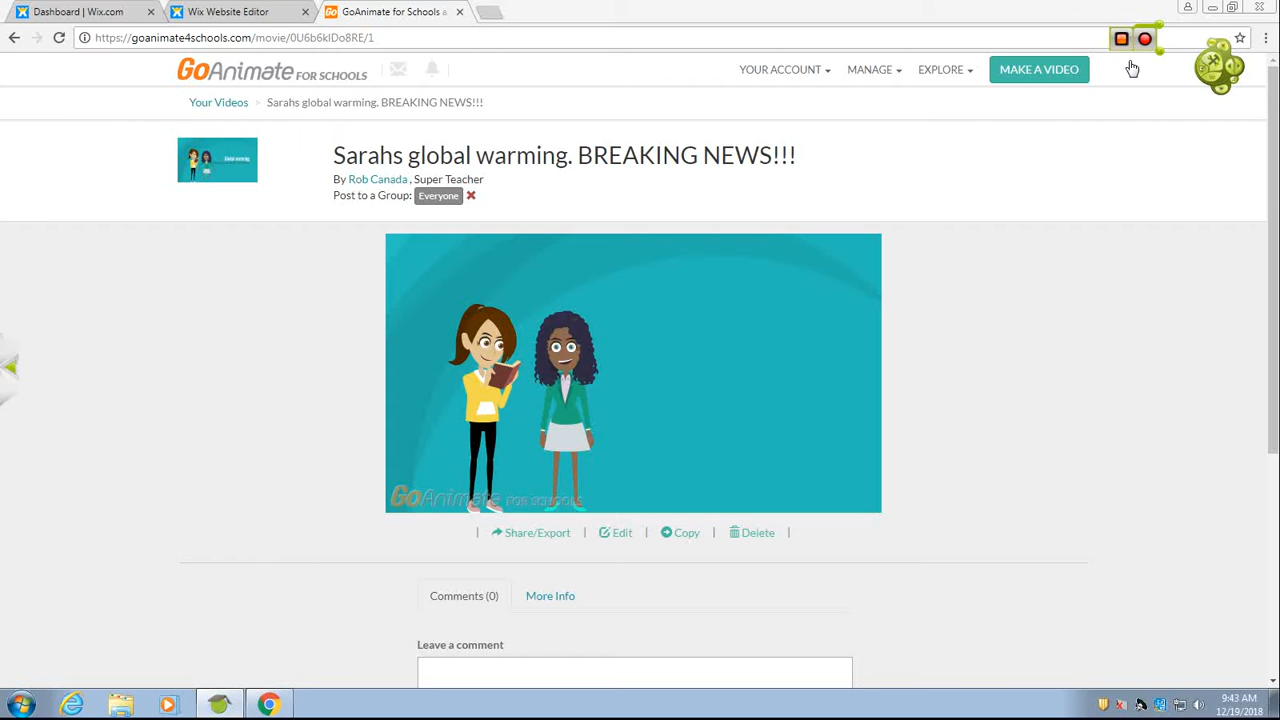 Dashboard | Wix.com
Wix Website Editor
GoAnimate for Schools a
https://goanimate4schools.com/movie/0U6b6kIDo8RE/1
GoAnimate FOR SCHOOLS
YOUR ACCOUNT
MANAGE
EXPLORE
MAKE A VIDEO
Your Videos > Sarahs global warming. BREAKING NEWS!!!
Global warming
Sarahs global warming. BREAKING NEWS!!!
By Rob Canada , Super Teacher
Post to a Group: Everyone
GoAnimate FOR SCHOOLS
| Share/Export | Edit | Copy | Delete |
Comments (0)
More Info
Leave a comment
9:43 AM
12/19/2018